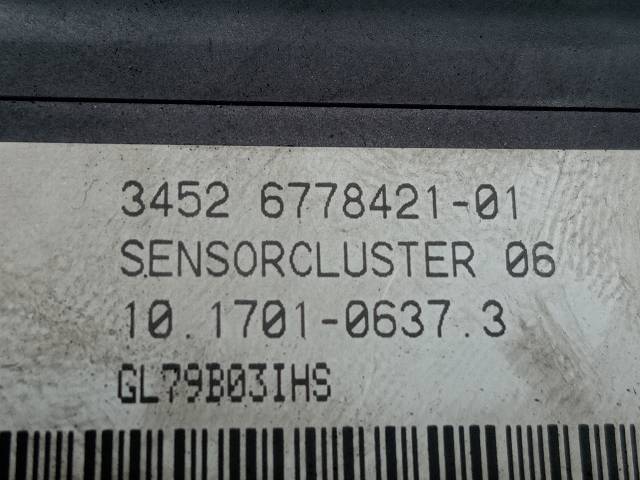 3452 6778421-01
SENSORCLUSTER 06
10.1701-0637.3
GL79B03IHS